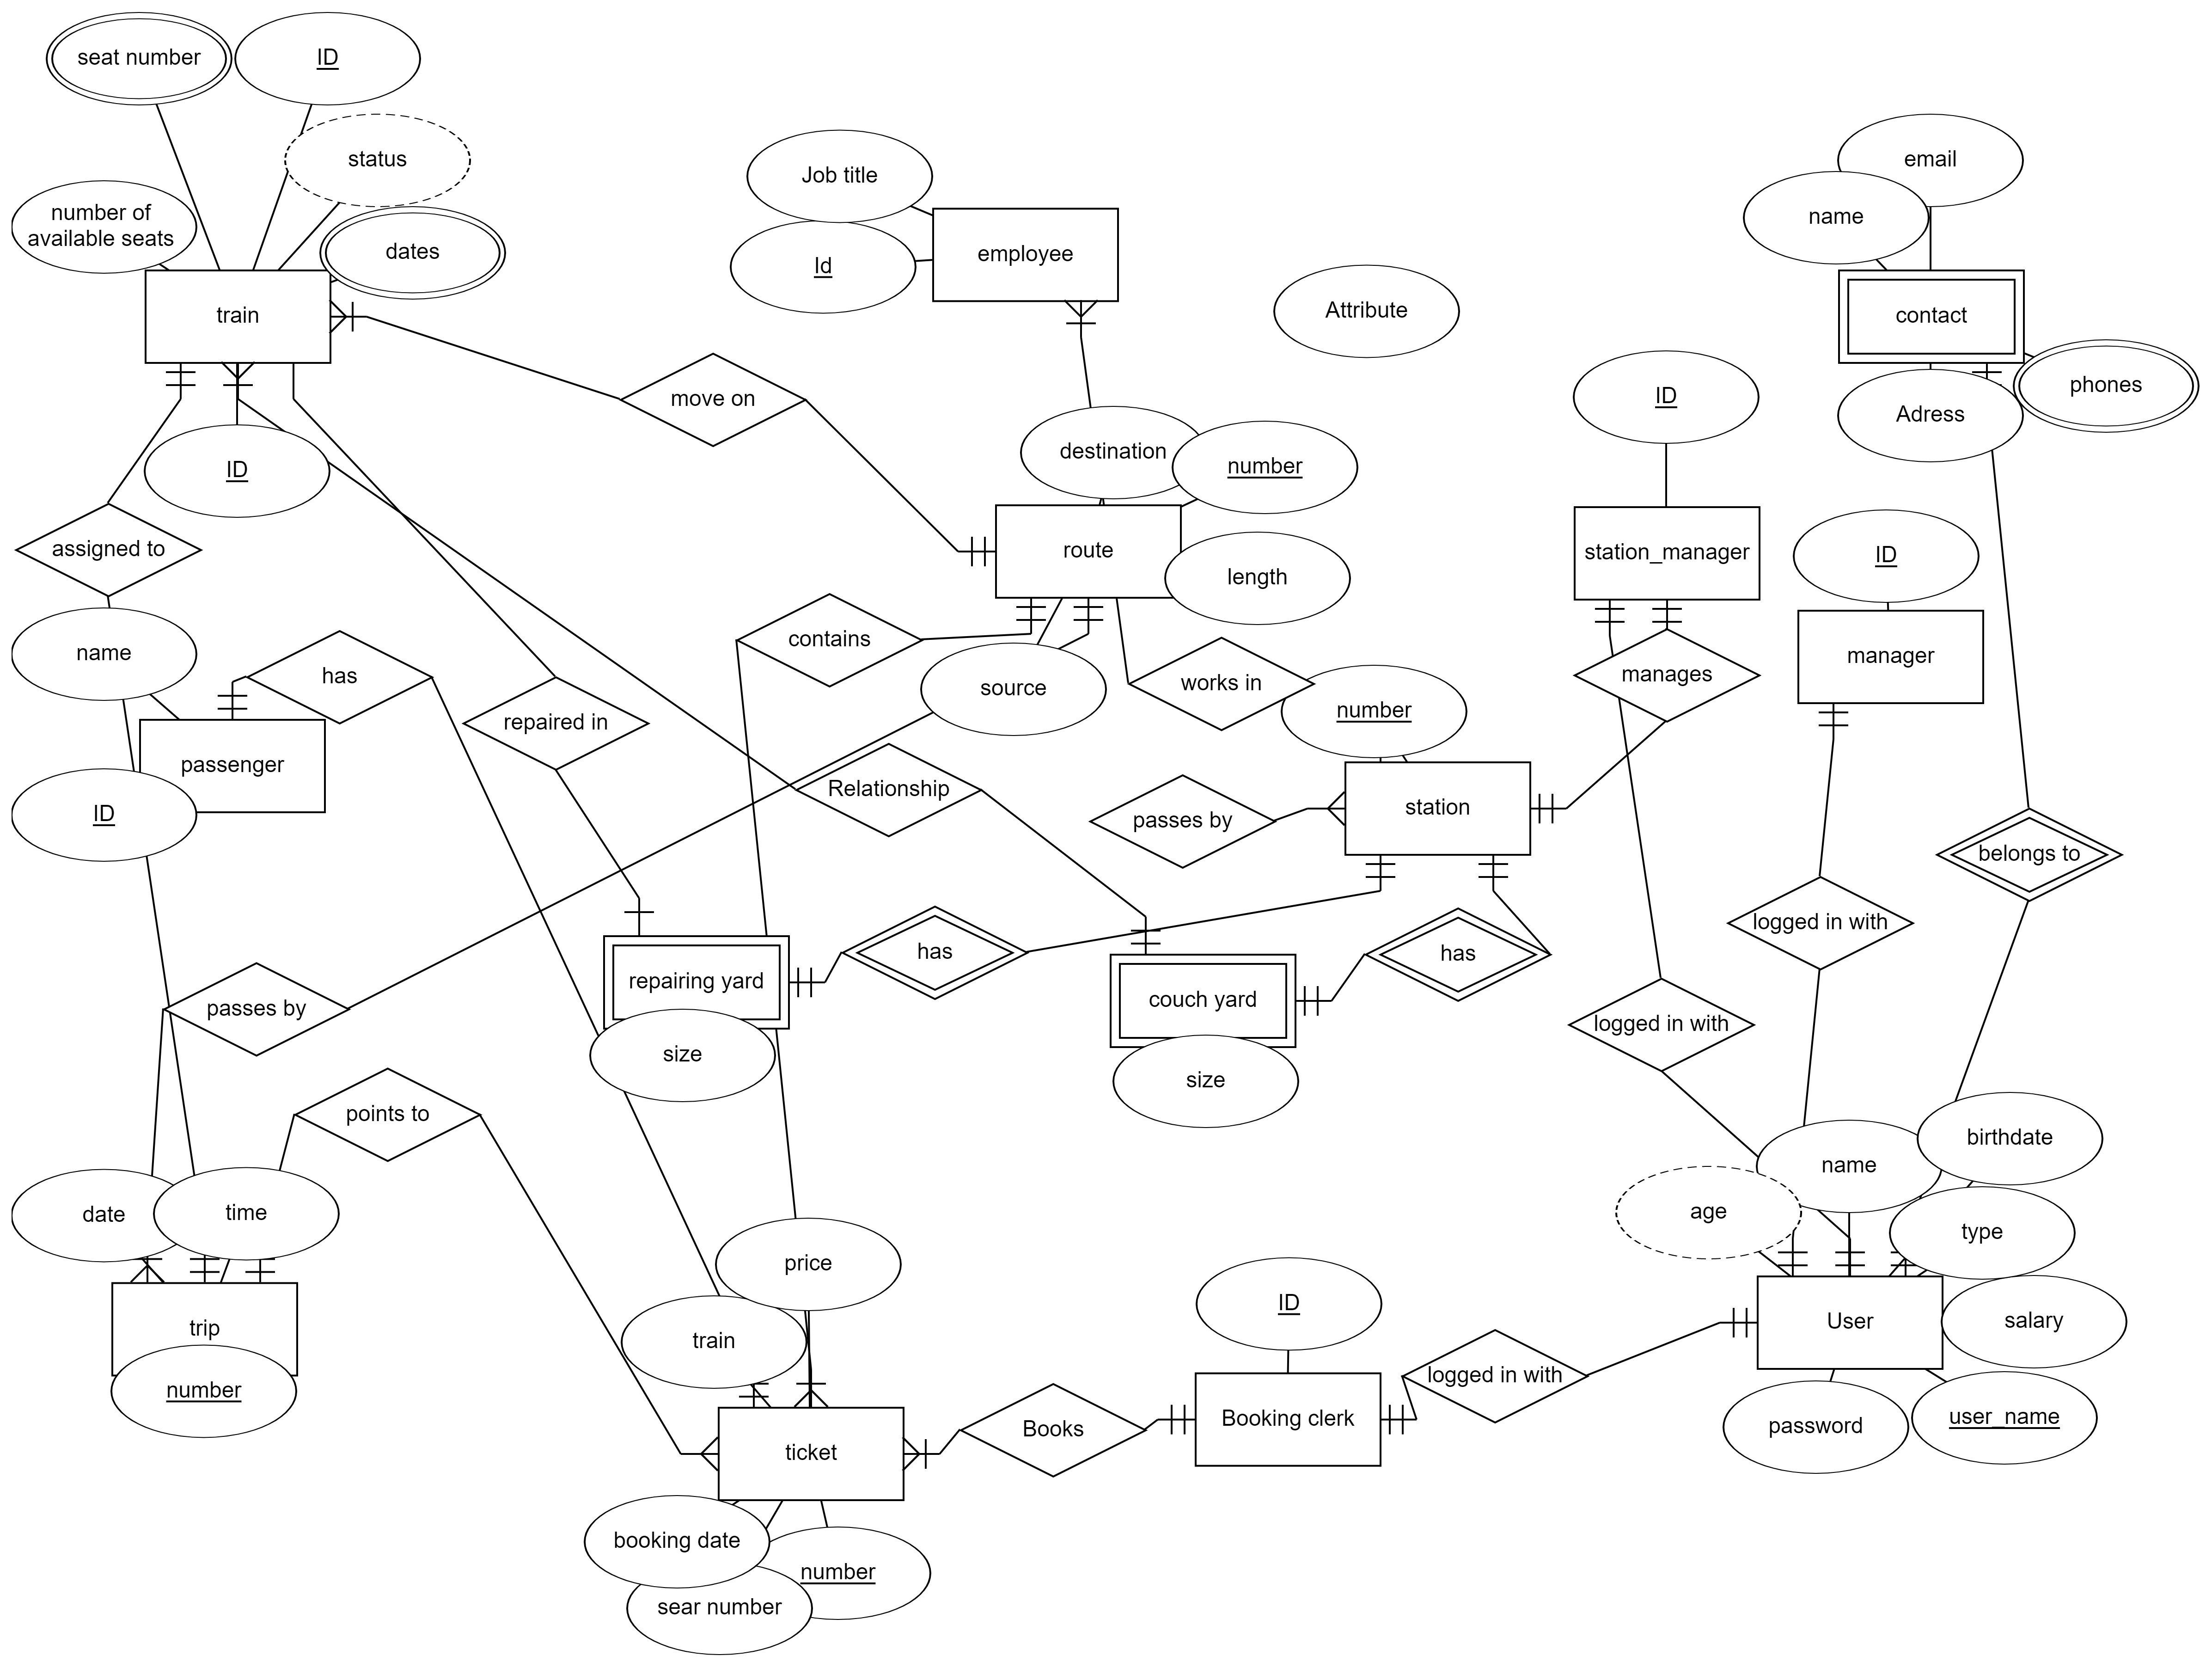 seat number
ID
status
number of
available seats
dates
train
ID
Job title
Id
employee
Attribute
email
name
contact
phones
Adress
move on
destination
number
route
length
ID
station_manager
ID
manager
assigned to
name
has
passenger
ID
contains
source
works in
number
manages
repaired in
Relationship
passes by
station
belongs to
logged in with
has
has
repairing yard
size
couch yard
size
passes by
logged in with
points to
date
time
trip
number
name
birthdate
age
type
User
salary
password
user_name
price
train
ticket
ID
Booking clerk
logged in with
Books
booking date
number
sear number